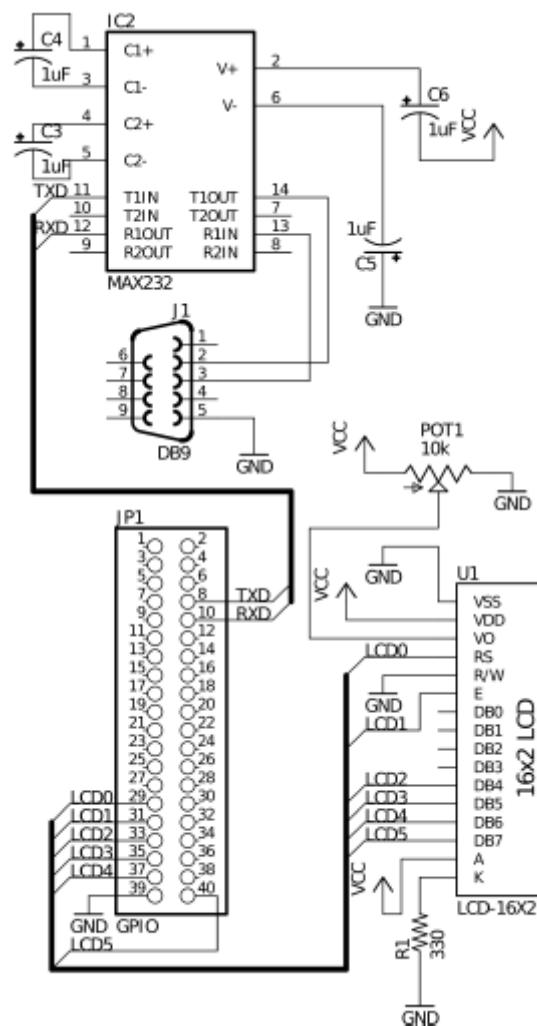 IC2
C4
1uF
C3
1uF
1 C1+
3 C1-
4 C2+
5 C2-
TXD 11 T1IN
10 T2IN
RXD 12 R1OUT
9 R2OUT
V+ 2
V- 6
T1OUT 14
T2OUT 7
R1IN 13
R2IN 8
MAX232
C6
1uF
VCC
1uF
C5
GND
J1
1
6 2
7 3
8 4
9 5
DB9
GND
VCC
POT1
10k
GND
JP1
1 2
3 4
5 6
7 8 TXD
9 10 RXD
11 12
13 14
15 16
17 18
19 20
21 22
23 24
25 26
27 28
LCD0 29 30
LCD1 31 32
LCD2 33 34
LCD3 35 36
LCD4 37 38
39 40
GND GPIO
LCD5
U1
GND VSS
VCC VDD
VO
LCD0 RS
GND R/W
LCD1 E
DB0
DB1
DB2
DB3
LCD2 DB4
LCD3 DB5
LCD4 DB6
LCD5 DB7
VCC A
K
16x2 LCD
LCD-16X2
R1
330
GND